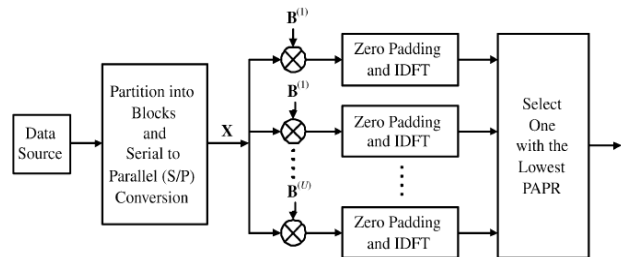 Data
Source
Partition into
Blocks
and
Serial to
Parallel (S/P)
Conversion
X
B(1)
Zero Padding
and IDFT
B(1)
Zero Padding
and IDFT
B(U)
Zero Padding
and IDFT
Select
One
with the
Lowest
PAPR